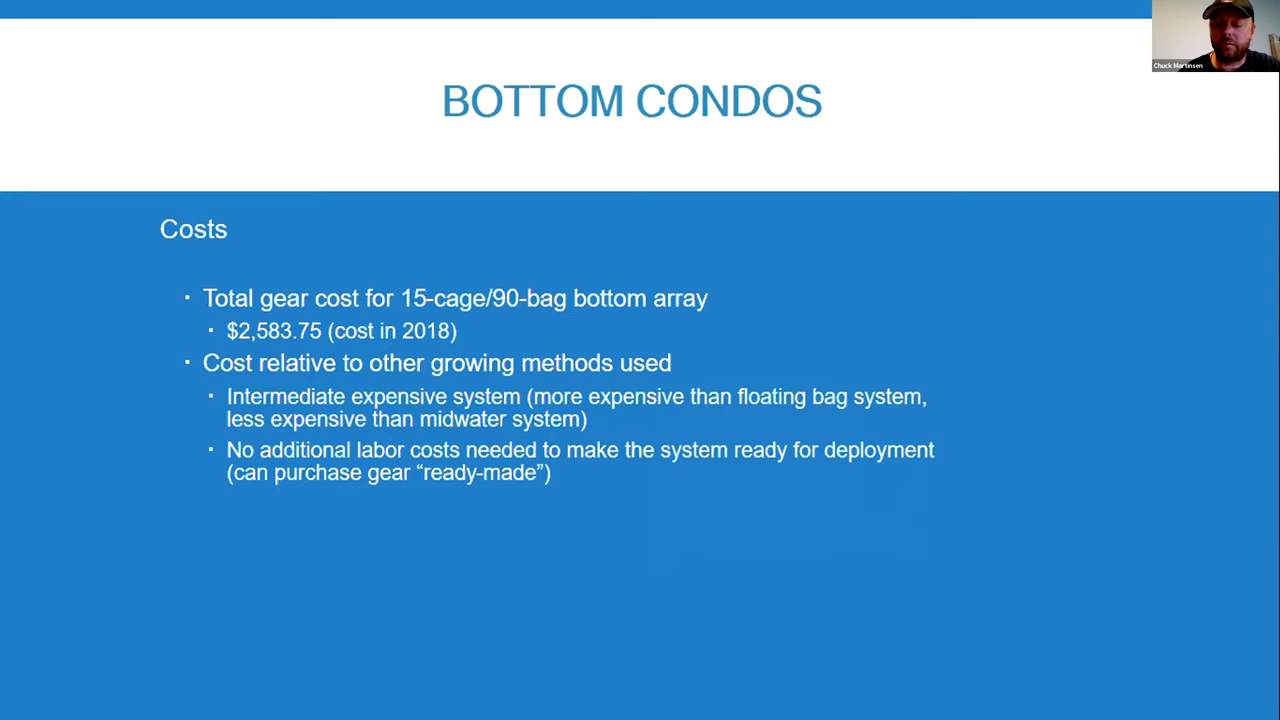 Chuck Martinsen
BOTTOM CONDOS
Costs
▪ Total gear cost for 15-cage/90-bag bottom array
▪ $2,583.75 (cost in 2018)
▪ Cost relative to other growing methods used
▪ Intermediate expensive system (more expensive than floating bag system,
less expensive than midwater system)
▪ No additional labor costs needed to make the system ready for deployment
(can purchase gear “ready-made”)